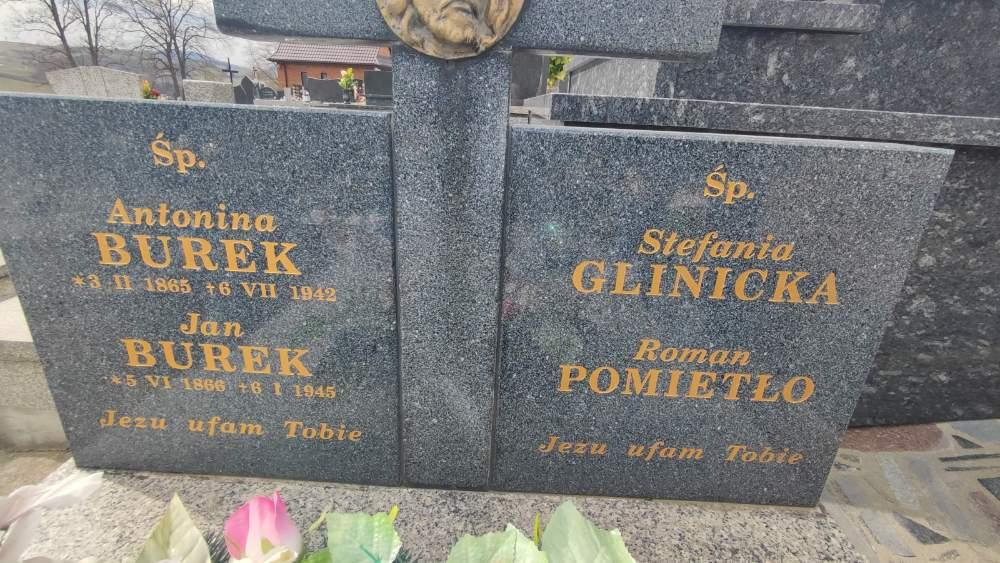 Śp.
Antonina
BUREK
*3 II 1865 †6 VII 1942
Jan
BUREK
*5 VI 1866 †6 I 1945
Jezu ufam Tobie
Śp.
Stefania
GLINICKA
Roman
POMIETŁO
Jezu ufam Tobie